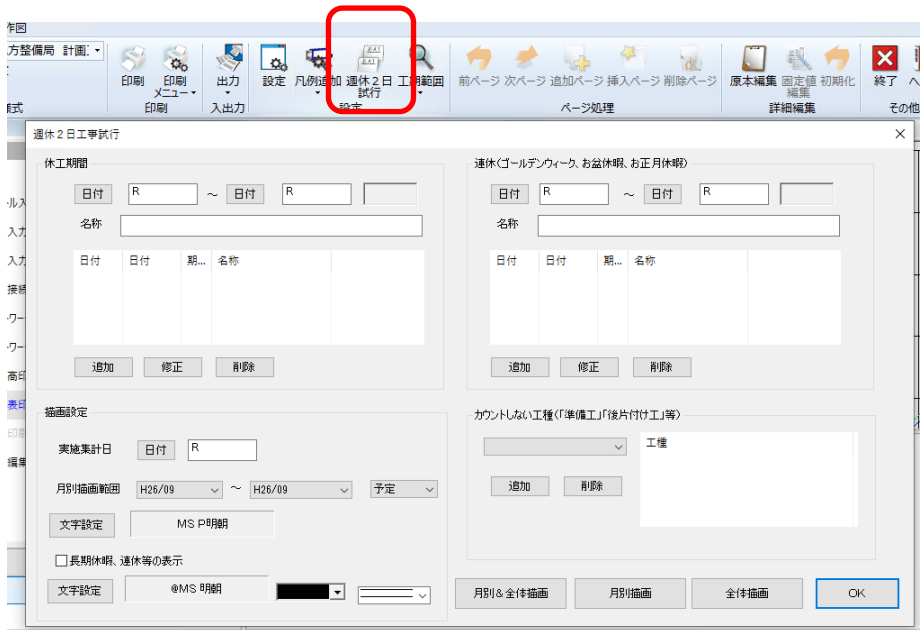 作図
方整備局 計画:
印刷 印刷メニュー 出力 設定 凡例追加 週休2日試行 工期範囲 前ページ 次ページ 追加ページ 挿入ページ 削除ページ 原本編集 固定値編集 初期化 終了 ヘ
様式 印刷 入出力 設定 ページ処理 詳細編集 その他
週休2日工事試行
休工期間
日付 R ～ 日付 R
名称
日付 日付 期... 名称
追加 修正 削除
連休(ゴールデンウィーク、お盆休暇、お正月休暇)
日付 R ～ 日付 R
名称
日付 日付 期... 名称
追加 修正 削除
描画設定
実施集計日 日付 R
月別描画範囲 H26/09 ～ H26/09 予定
文字設定 MS P明朝
長期休暇、連休等の表示
文字設定 @MS 明朝
カウントしない工種(「準備工」「後片付け工」等)
工種
追加 削除
月別&全体描画 月別描画 全体描画 OK